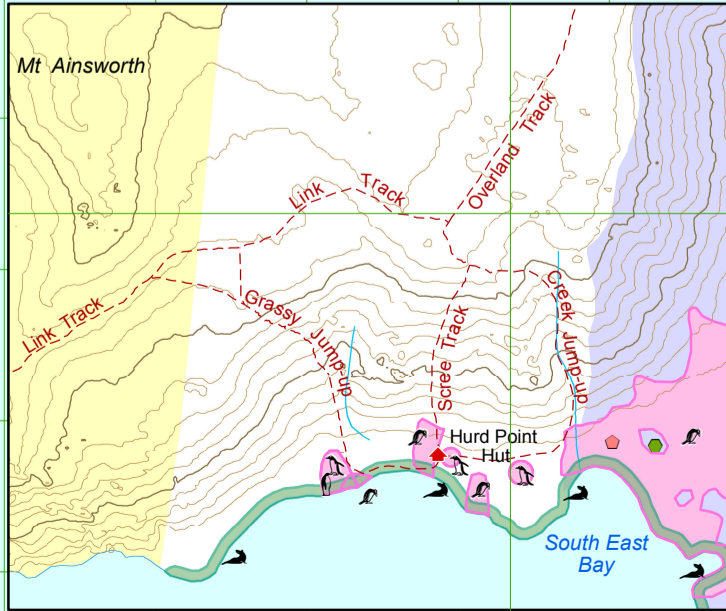 Mt Ainsworth
Overland Track
Link Track
Link Track
Grassy Jump-up
Scree Track
Creek Jump-up
Hurd Point
Hut
South East
Bay